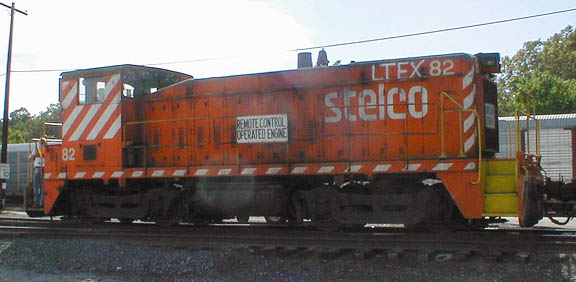 LTEX 82
stelco
REMOTE CONTROL
OPERATED ENGINE
82